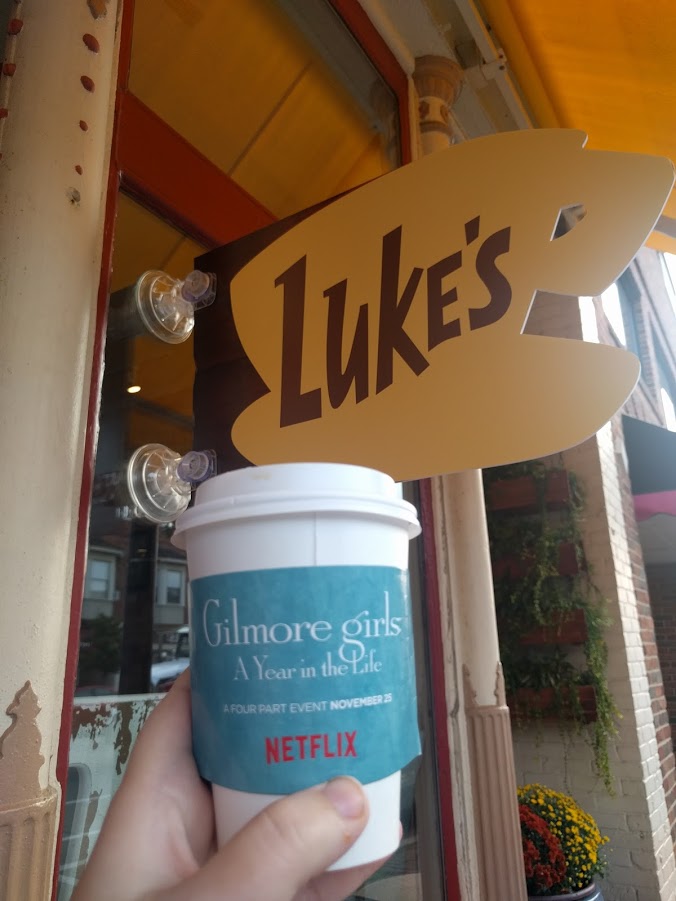 LUKE'S
Gilmore girls
A Year in the Life
A FOUR PART EVENT NOVEMBER 25
NETFLIX